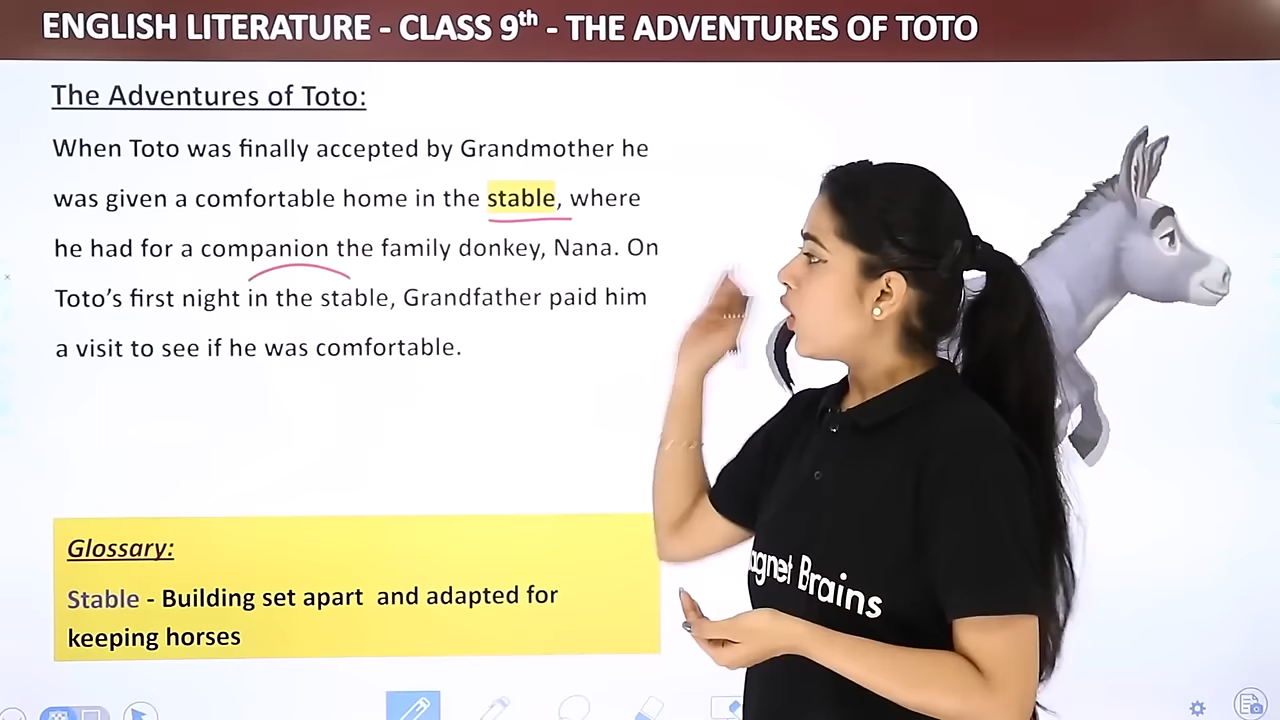 ENGLISH LITERATURE - CLASS 9th - THE ADVENTURES OF TOTO
The Adventures of Toto:
When Toto was finally accepted by Grandmother he
was given a comfortable home in the stable, where
he had for a companion the family donkey, Nana. On
Toto’s first night in the stable, Grandfather paid him
a visit to see if he was comfortable.
Glossary:
Stable - Building set apart and adapted for
keeping horses
agnet Brains